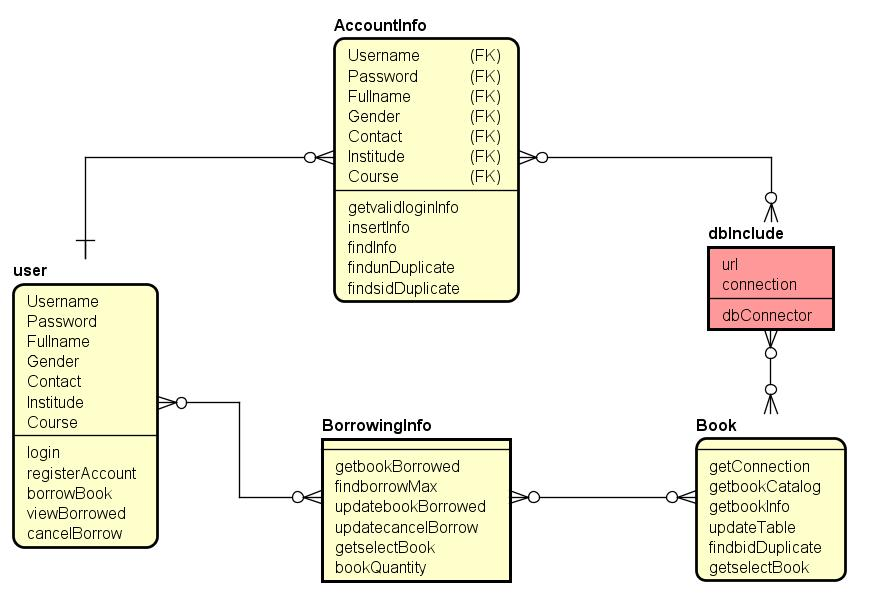 AccountInfo
Username (FK)
Password (FK)
Fullname (FK)
Gender (FK)
Contact (FK)
Institude (FK)
Course (FK)
getvalidloginInfo
insertInfo
findInfo
findunDuplicate
findsidDuplicate
dbInclude
url
connection
dbConnector
user
Username
Password
Fullname
Gender
Contact
Institude
Course
login
registerAccount
borrowBook
viewBorrowed
cancelBorrow
BorrowingInfo
getbookBorrowed
findborrowMax
updatebookBorrowed
updatecancelBorrow
getselectBook
bookQuantity
Book
getConnection
getbookCatalog
getbookInfo
updateTable
findbidDuplicate
getselectBook